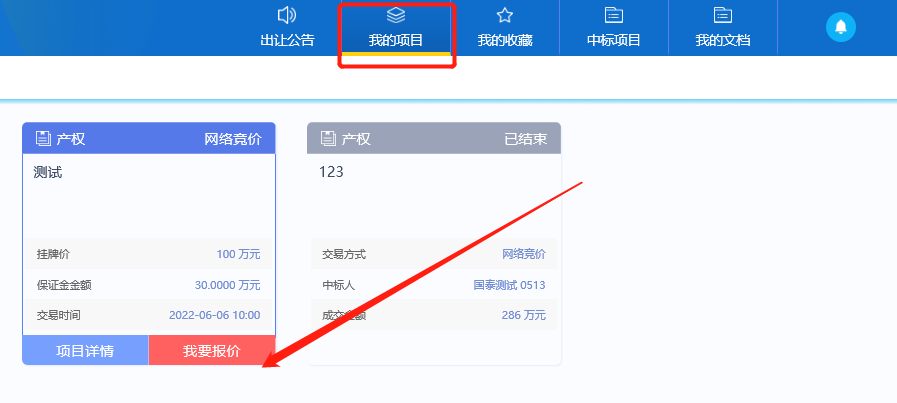 出让公告 我的项目 我的收藏 中标项目 我的文档
产权 网络竞价
测试
挂牌价 100 万元
保证金金额 30.0000 万元
交易时间 2022-06-06 10:00
项目详情 我要报价
产权 已结束
123
交易方式 网络竞价
中标人 国泰测试 0513
成交金额 286 万元